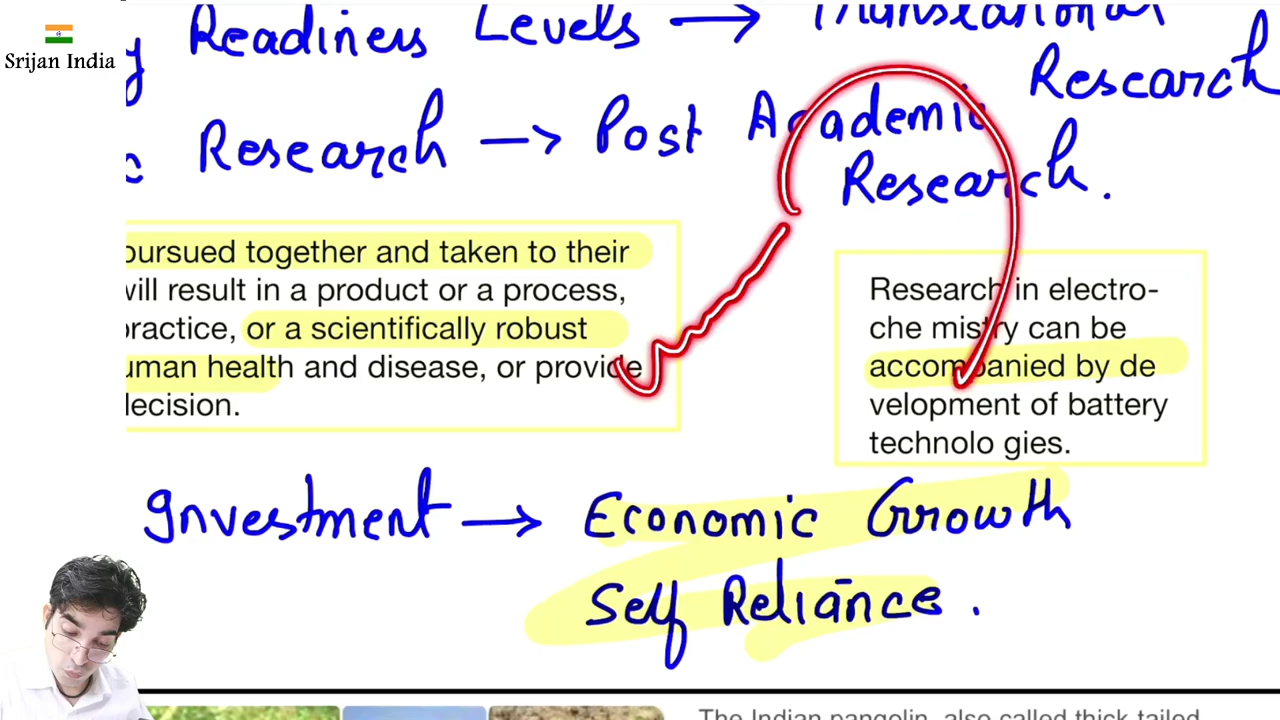 Srijan India
Readiness Levels → Translational
Research
Research → Post Academic
Research.
pursued together and taken to their
will result in a product or a process,
practice, or a scientifically robust
human health and disease, or provide
decision.
Research in electro-
che mistry can be
accompanied by de
velopment of battery
technolo gies.
Investment → Economic Growth
Self Reliance.
The Indian pangolin, also called thick-tailed